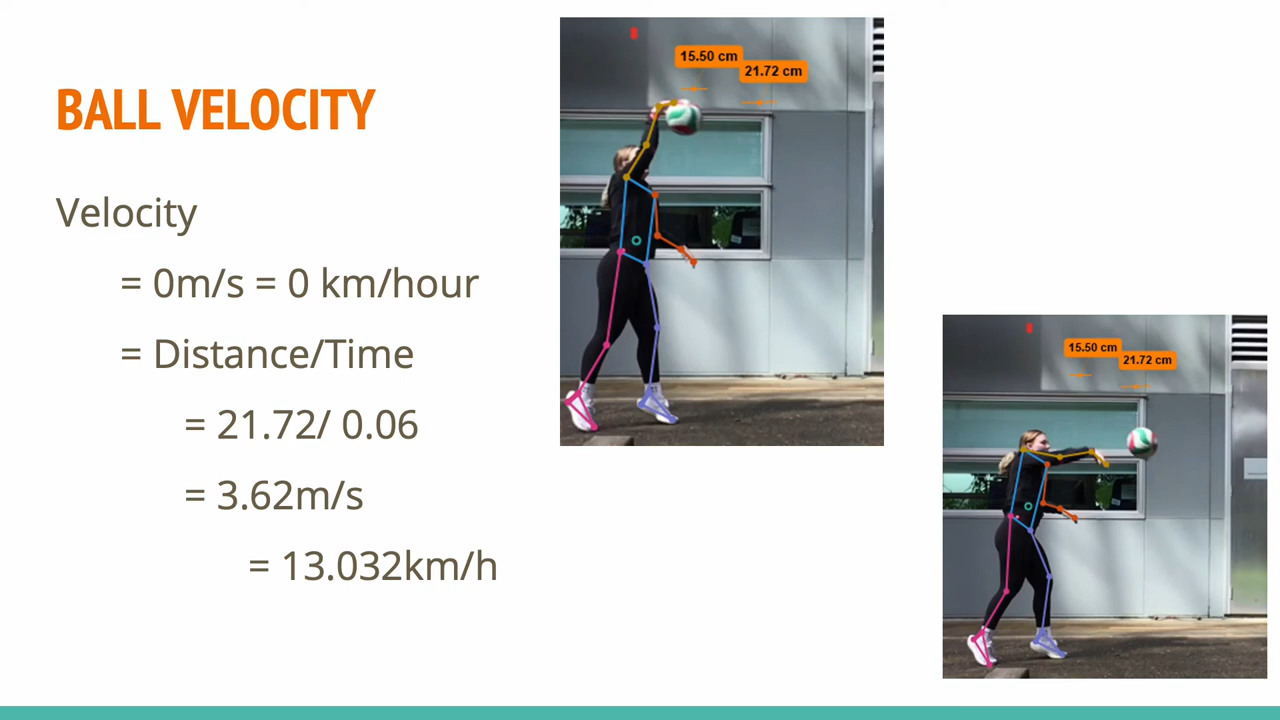 BALL VELOCITY
Velocity
= 0m/s = 0 km/hour
= Distance/Time
= 21.72/ 0.06
= 3.62m/s
= 13.032km/h
15.50 cm
21.72 cm
15.50 cm
21.72 cm